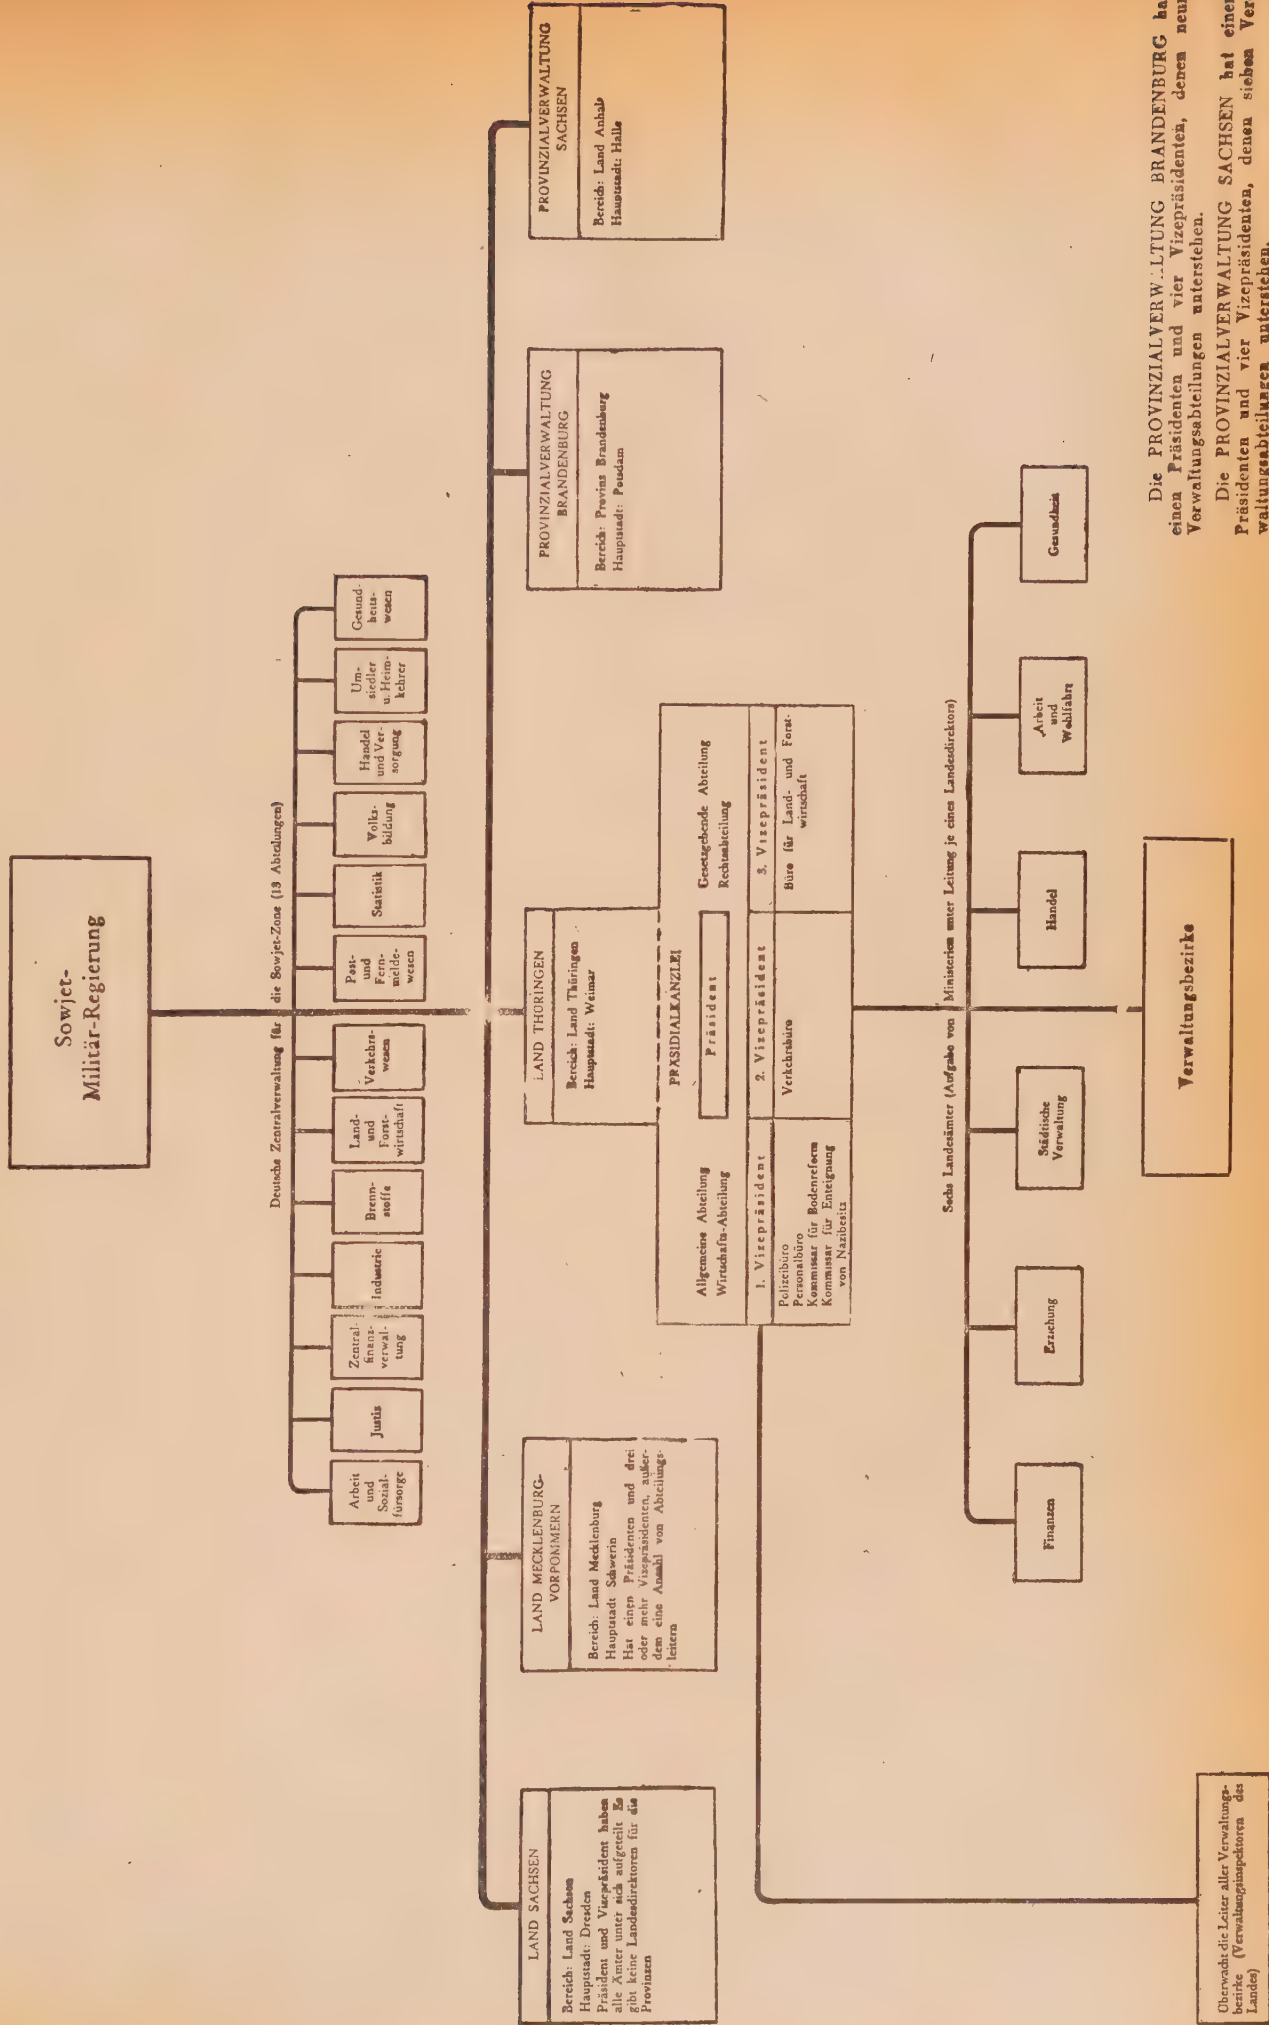 Sowjet-
Militär-Regierung
Deutsche Zentralverwaltung für die Sowjet-Zone (13 Abteilungen)
Arbeit
und
Sozial-
fürsorge
Justiz
Zentral-
finanz-
verwal-
tung
Industrie
Brenn-
stoffe
Land-
und
Forst-
wirtschaft
Verkehrs-
wesen
Post-
und
Fern-
melde-
wesen
Statistik
Volks-
bildung
Handel
und Ver-
sorgung
Um-
siedler
u. Heim-
kehrer
Gesund-
heits-
wesen
LAND SACHSEN
Bereich: Land Sachsen
Hauptstadt: Dresden
Präsident und Vizepräsident haben
alle Ämter unter sich aufgeteilt Es
gibt keine Landesdirektoren für die
Provinzen
LAND MECKLENBURG-
VORPOMMERN
Bereich: Land Mecklenburg
Hauptstadt Schwerin
Hat einen Präsidenten und drei
oder mehr Vizepräsidenten, außer-
dem eine Anzahl von Abteilungs-
leitern
LAND THÜRINGEN
Bereich: Land Thüringen
Hauptstadt: Weimar
PROVINZIALVERWALTUNG
BRANDENBURG
Bereich: Provinz Brandenburg
Hauptstadt: Potsdam
PROVINZIALVERWALTUNG
SACHSEN
Bereich: Land Anhalt
Hauptstadt: Halle
PRÄSIDIALKANZLEI
Allgemeine Abteilung
Wirtschafts-Abteilung
Präsident
Gesetzgebende Abteilung
Rechtsabteilung
1. Vizepräsident
2. Vizepräsident
3. Vizepräsident
Polizeibüro
Personalbüro
Kommissar für Bodenreform
Kommissar für Enteignung
von Nazibesitz
Verkehrsbüro
Büro für Land- und Forst-
wirtschaft
Sechs Landesämter (Aufgabe von Ministerien unter Leitung je eines Landesdirektors)
Finanzen
Erziehung
Städtische
Verwaltung
Handel
Arbeit
und
Wohlfahrt
Gesundheit
Verwaltungsbezirke
Überwacht die Leiter aller Verwaltungs-
bezirke (Verwaltungsinspektoren des
Landes)
Die PROVINZIALVERW LTUNG BRANDENBURG ha
einen Präsidenten und vier Vizepräsidenten, denen neun
Verwaltungsabteilungen unterstehen.
Die PROVINZIALVERWALTUNG SACHSEN hat einen
Präsidenten und vier Vizepräsidenten, denen sieben Ver
waltungsabteilungen unterstehen.